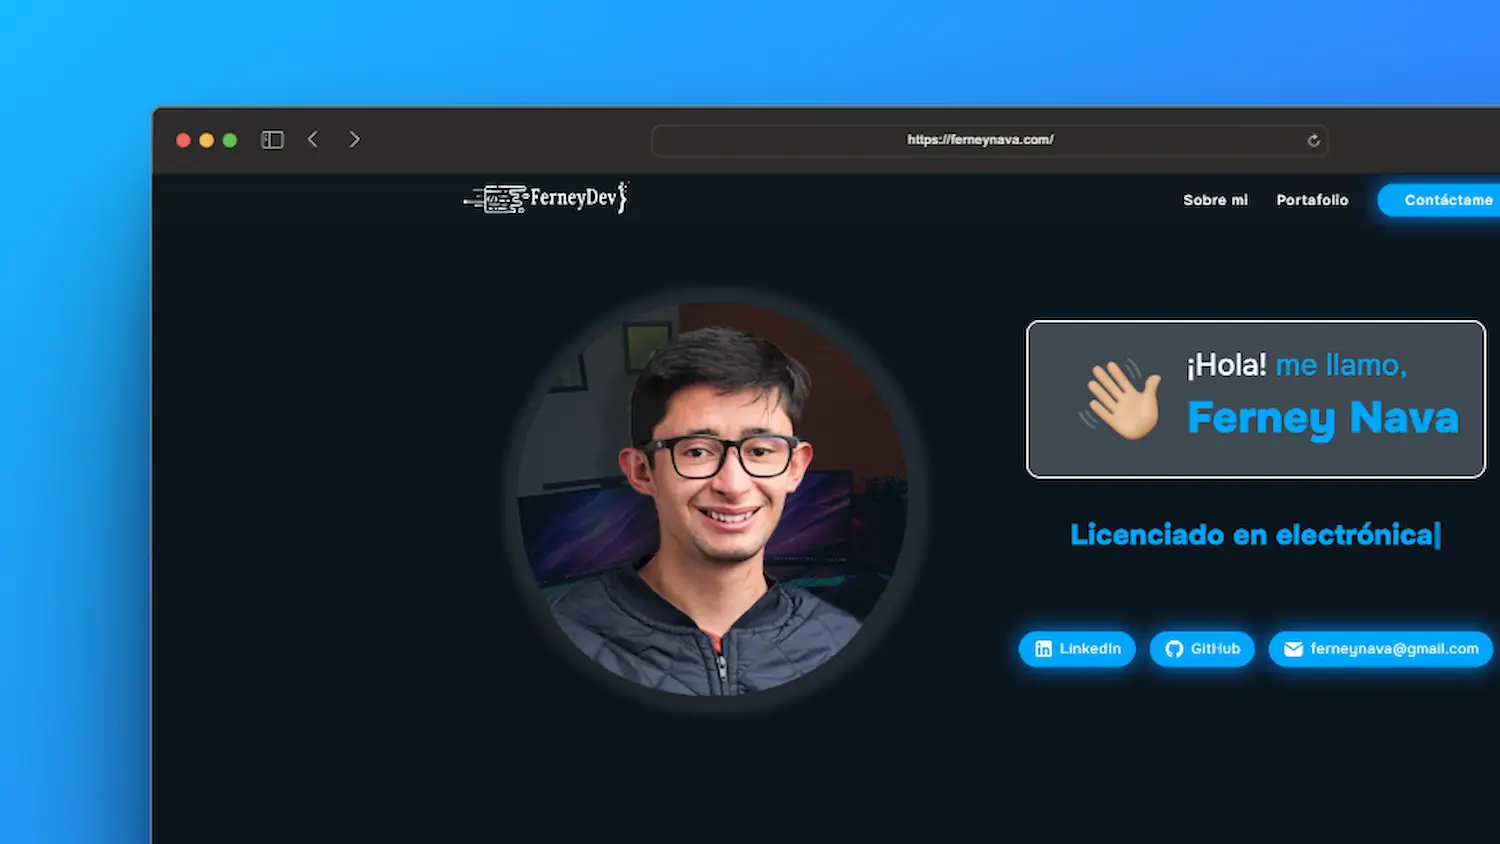 https://ferneynava.com/
FerneyDev}
Sobre mi
Portafolio
Contáctame
¡Hola! me llamo,
Ferney Nava
Licenciado en electrónica|
LinkedIn
GitHub
ferneynava@gmail.com